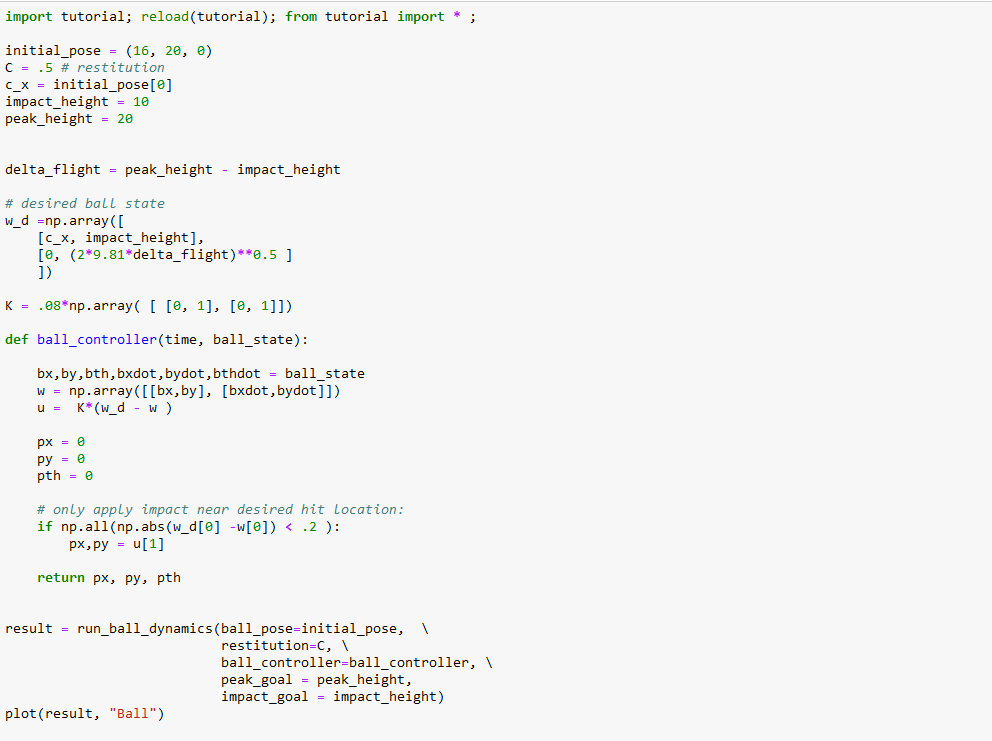 import tutorial; reload(tutorial); from tutorial import * ;
initial_pose = (16, 20, 0)
C = .5 # restitution
c_x = initial_pose[0]
impact_height = 10
peak_height = 20
delta_flight = peak_height - impact_height
# desired ball state
w_d =np.array([
    [c_x, impact_height],
    [0, (2*9.81*delta_flight)**0.5 ]
    ])
K = .08*np.array( [ [0, 1], [0, 1]])
def ball_controller(time, ball_state):
    bx,by,bth,bxdot,bydot,bthdot = ball_state
    w = np.array([[bx,by], [bxdot,bydot]])
    u =  K*(w_d - w )
    px = 0
    py = 0
    pth = 0
    # only apply impact near desired hit location:
    if np.all(np.abs(w_d[0] -w[0]) < .2 ):
        px,py = u[1]
    return px, py, pth
result = run_ball_dynamics(ball_pose=initial_pose,  \
                           restitution=C, \
                           ball_controller=ball_controller, \
                           peak_goal = peak_height,
                           impact_goal = impact_height)
plot(result, "Ball")